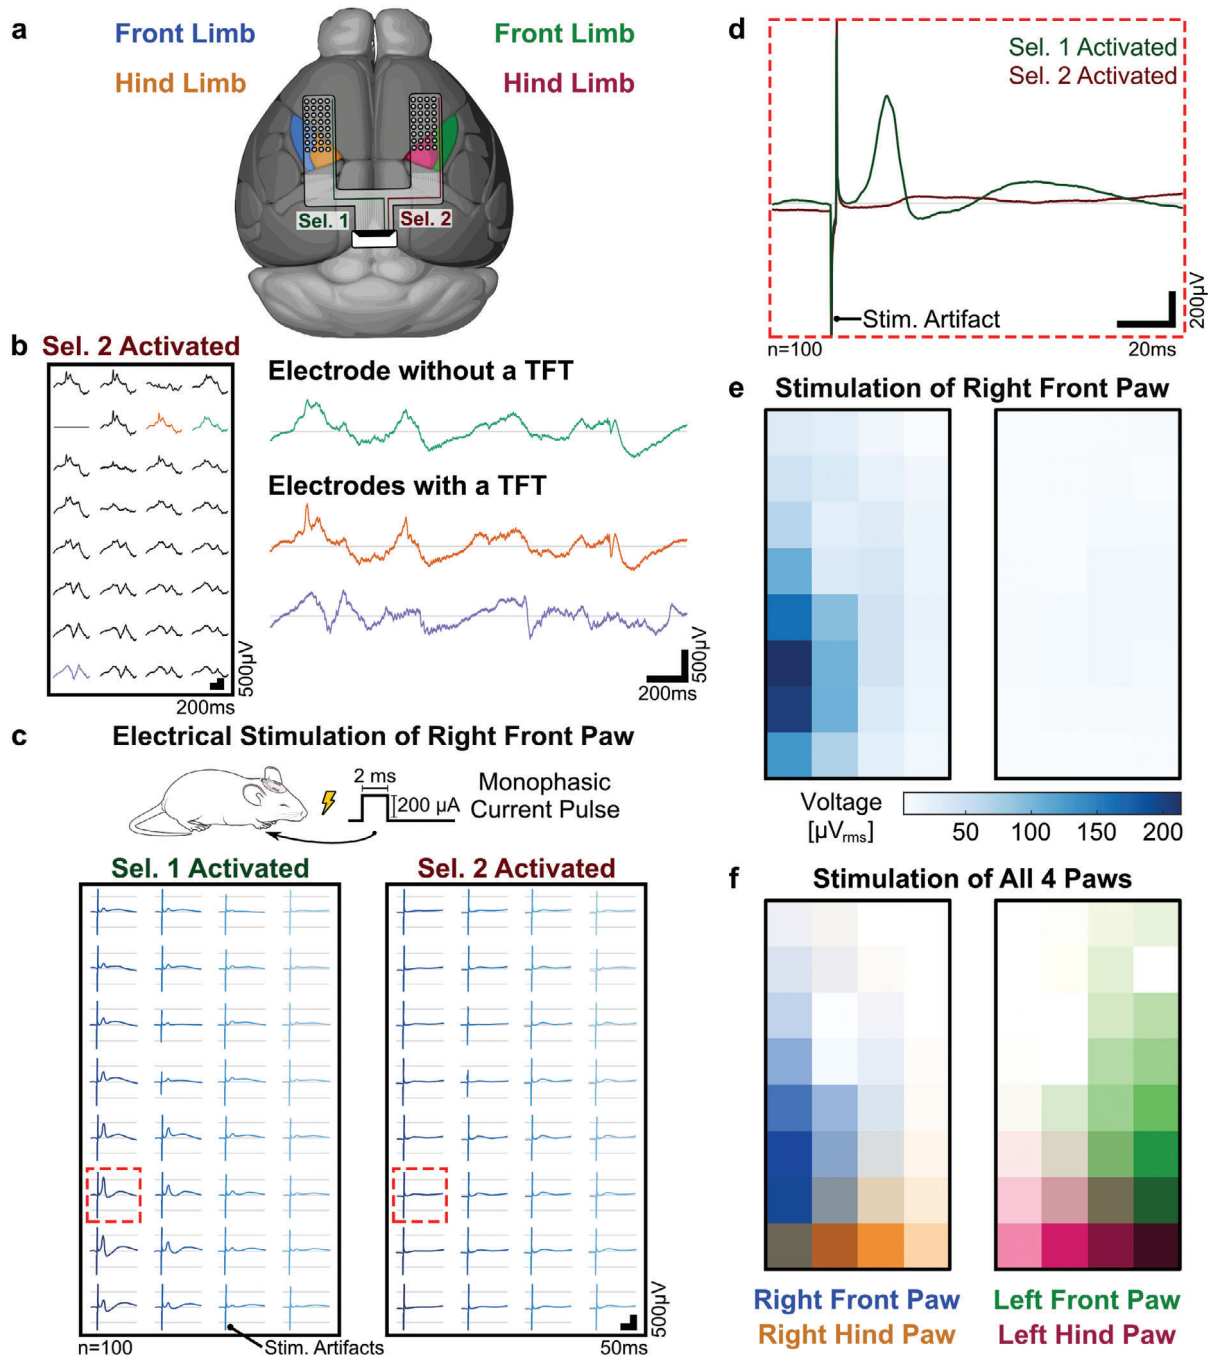 a
Front Limb
Front Limb
Hind Limb
Hind Limb
Sel. 1
Sel. 2
b
Sel. 2 Activated
500µV
200ms
Electrode without a TFT
Electrodes with a TFT
500µV
200ms
c
Electrical Stimulation of Right Front Paw
2 ms
200 µA
Monophasic
Current Pulse
Sel. 1 Activated
Sel. 2 Activated
n=100
Stim. Artifacts
500µV
50ms
d
Sel. 1 Activated
Sel. 2 Activated
Stim. Artifact
200µV
n=100
20ms
e
Stimulation of Right Front Paw
Voltage
[µVrms]
50
100
150
200
f
Stimulation of All 4 Paws
Right Front Paw
Left Front Paw
Right Hind Paw
Left Hind Paw